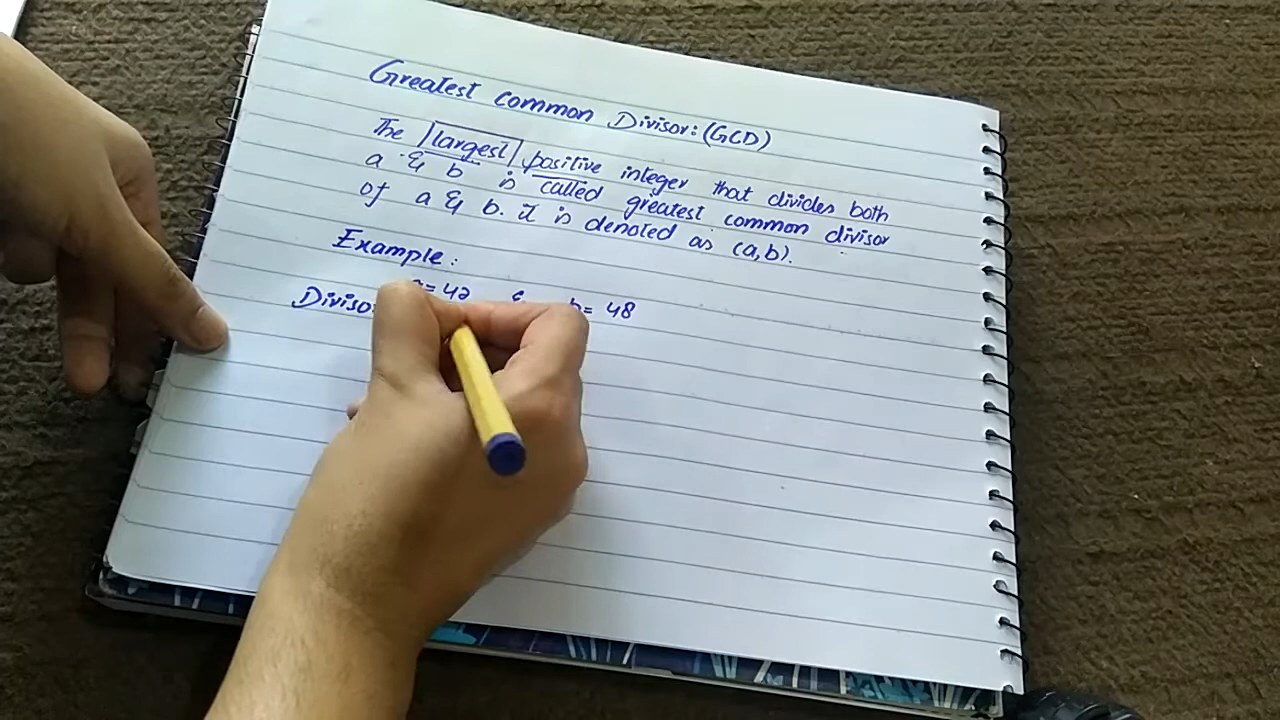 Greatest common Divisor: (GCD)
The |largest| positive integer that divides both
a & b is called greatest common divisor
of a & b. it is denoted as (a,b).
Example:
= 42 & b= 48